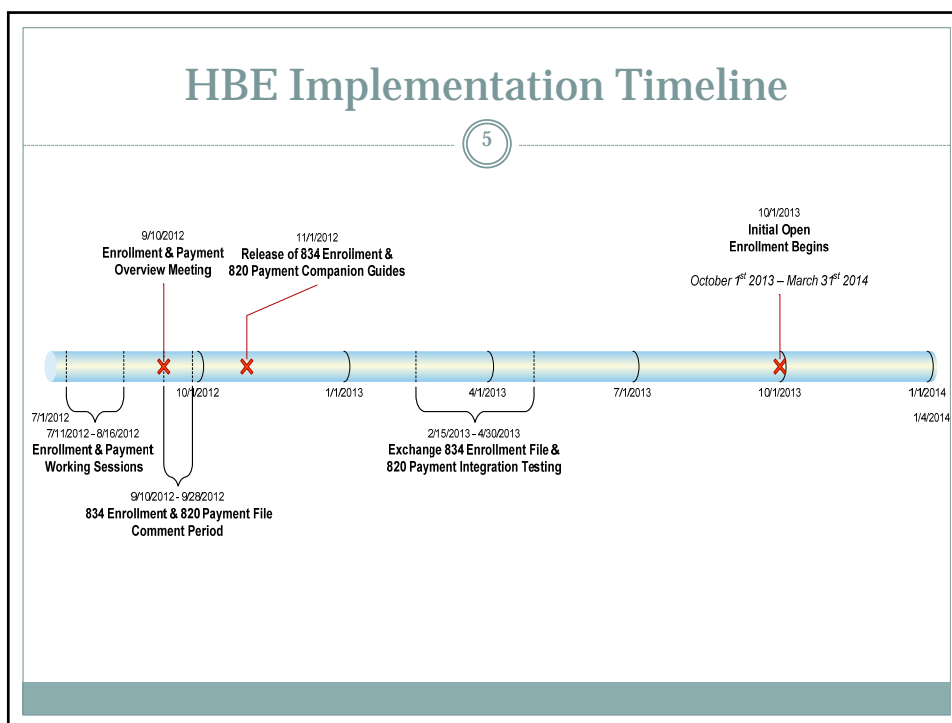 HBE Implementation Timeline
5
9/10/2012
Enrollment & Payment
Overview Meeting
11/1/2012
Release of 834 Enrollment &
820 Payment Companion Guides
10/1/2013
Initial Open
Enrollment Begins
October 1st 2013 – March 31st 2014
10/1/2012
1/1/2013
4/1/2013
7/1/2013
10/1/2013
1/1/2014
7/1/2012
1/4/2014
7/11/2012 – 8/16/2012
Enrollment & Payment
Working Sessions
2/15/2013 – 4/30/2013
Exchange 834 Enrollment File &
820 Payment Integration Testing
9/10/2012 - 9/28/2012
834 Enrollment & 820 Payment File
Comment Period